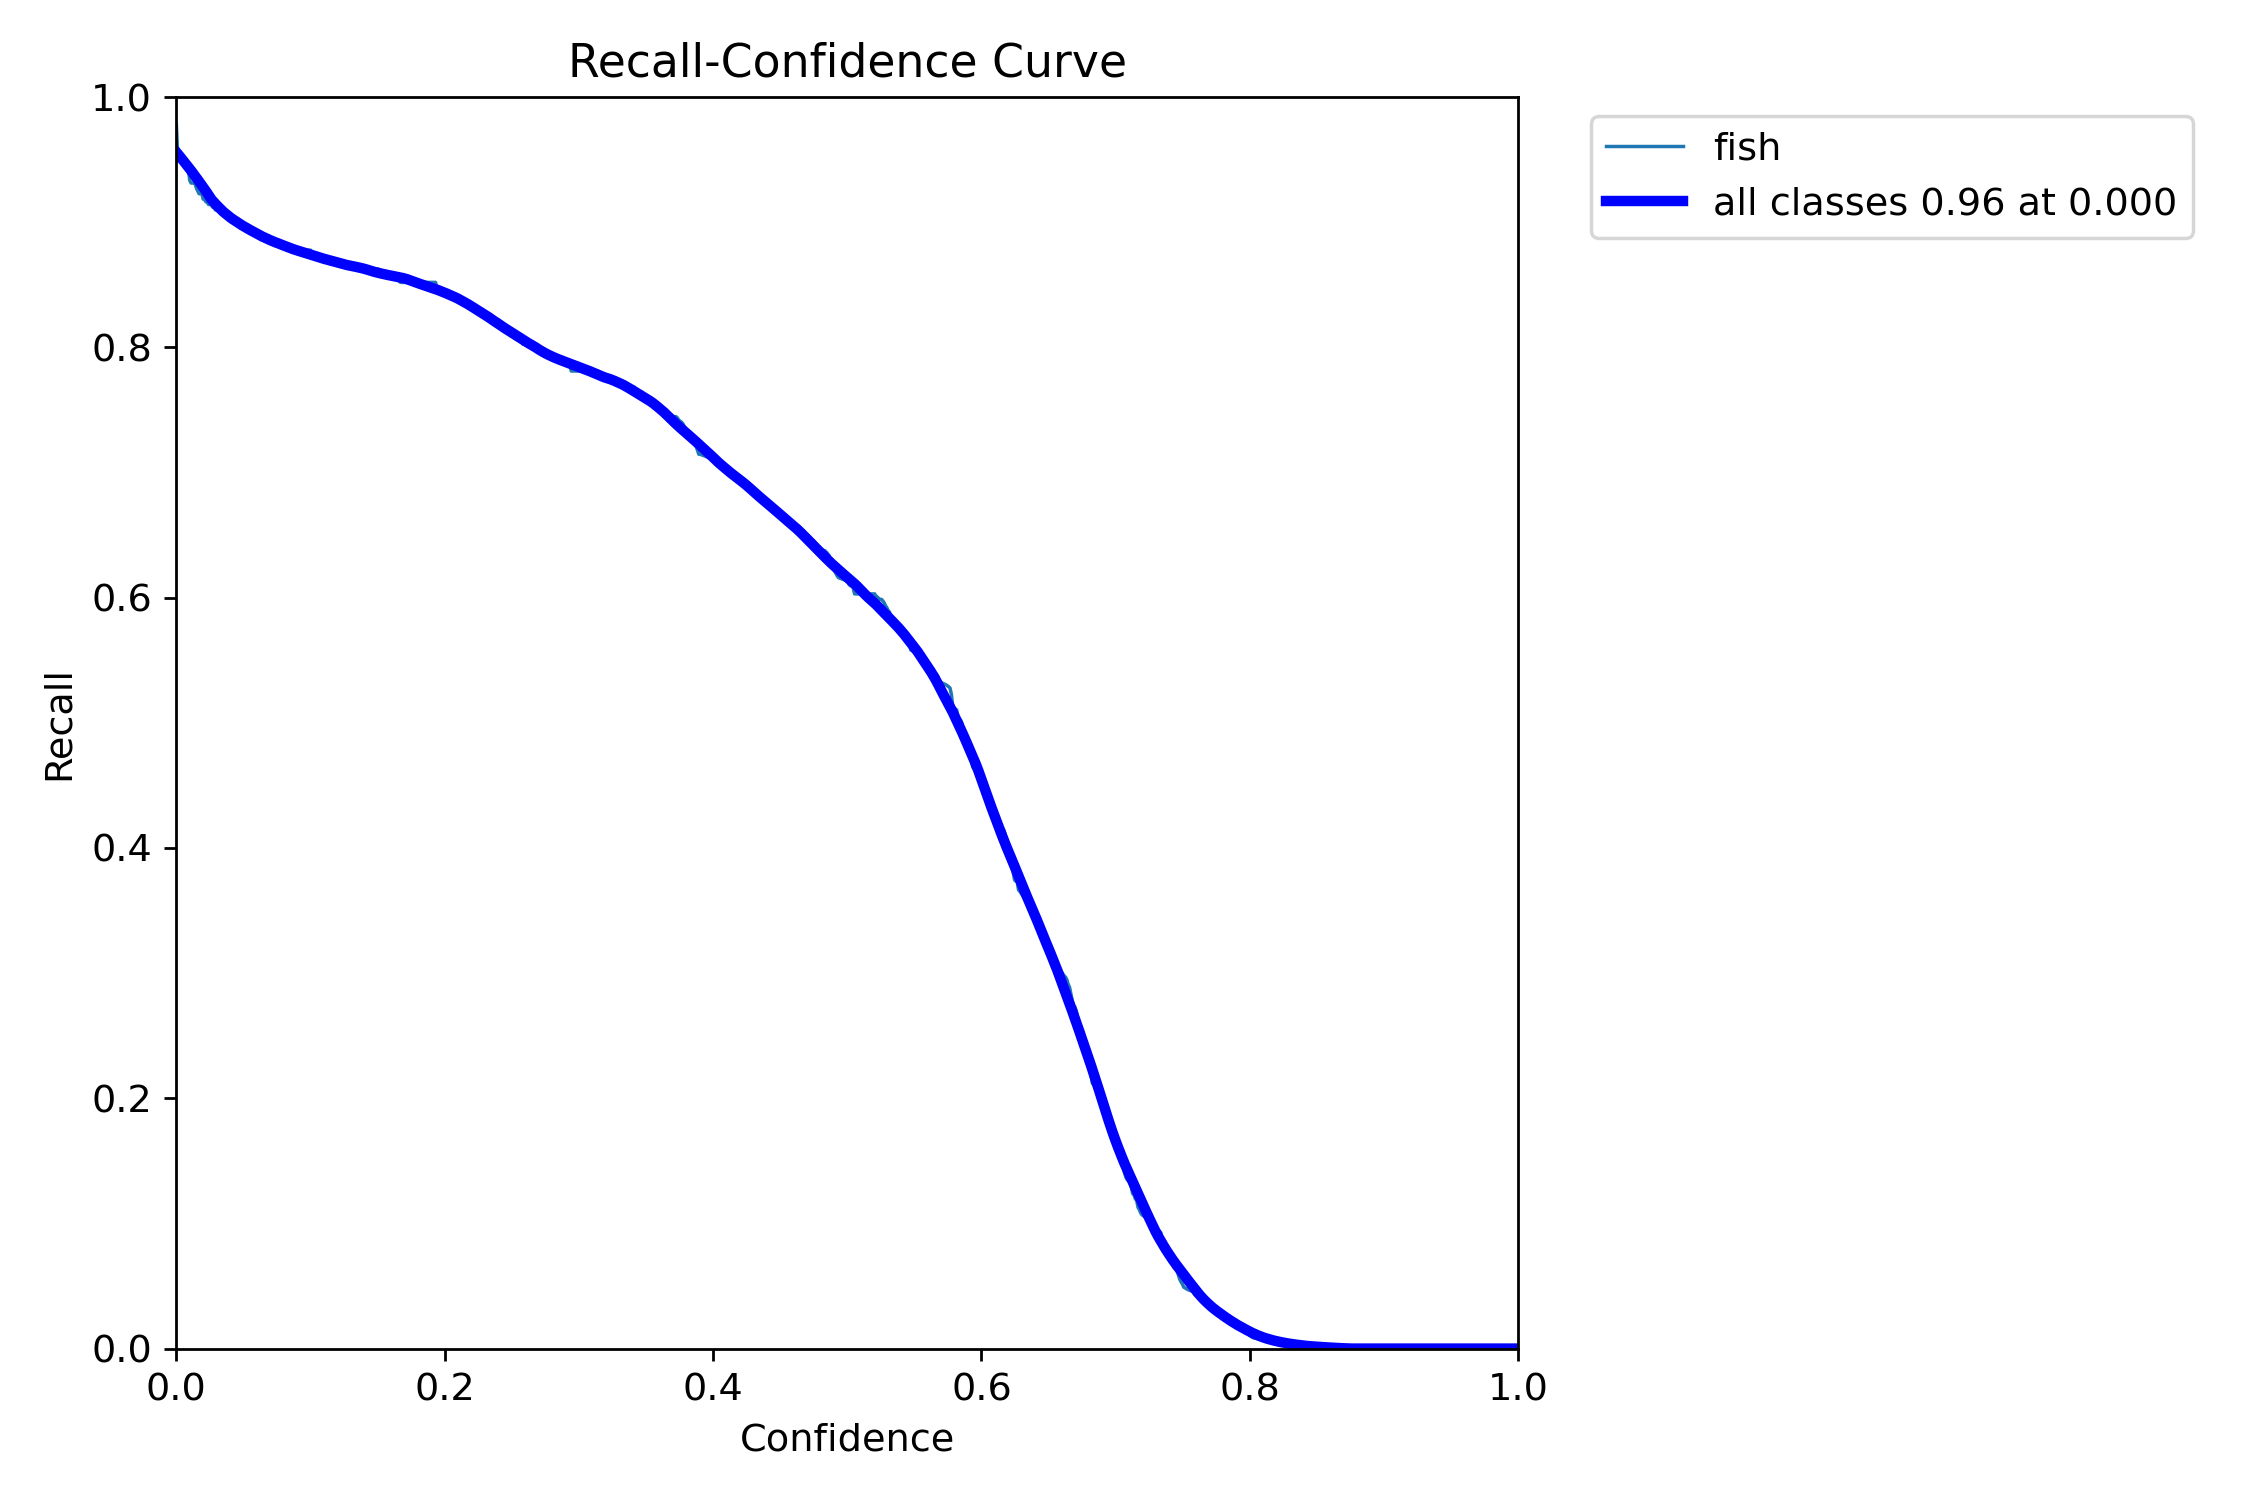 Recall-Confidence Curve
1.0
0.8
0.6
0.4
0.2
0.0
Recall
0.0 0.2 0.4 0.6 0.8 1.0
Confidence
fish
all classes 0.96 at 0.000